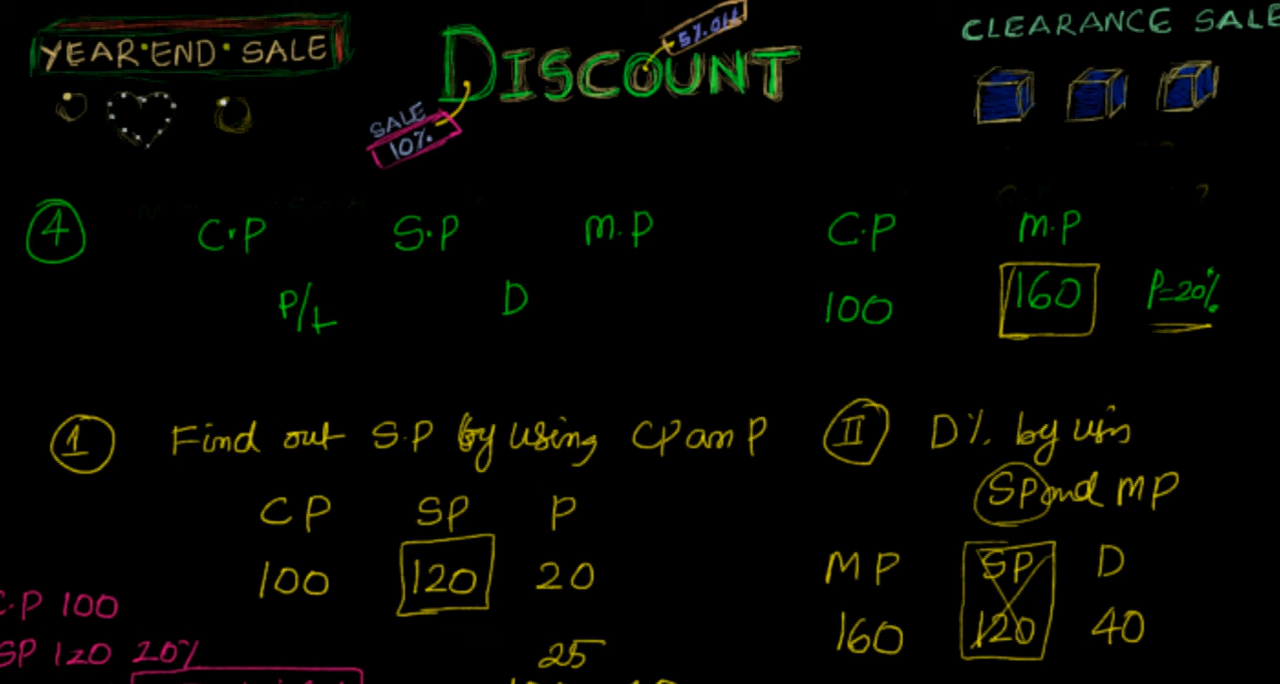 YEAR·END·SALE
DISCOUNT
5% OFF
SALE
10%
CLEARANCE SALE
4 C.P S.P M.P
P/L D
C.P M.P
100 160 P=20%
1 Find out S.P by using CP an P
CP SP P
100 120 20
25
C.P 100
SP 120 20%
II D% by usin
SP and MP
MP SP D
160 120 40